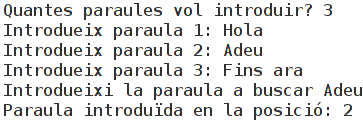 Quantes paraules vol introduir? 3
Introdueix paraula 1: Hola
Introdueix paraula 2: Adeu
Introdueix paraula 3: Fins ara
Introdueixi la paraula a buscar Adeu
Paraula introduïda en la posició: 2